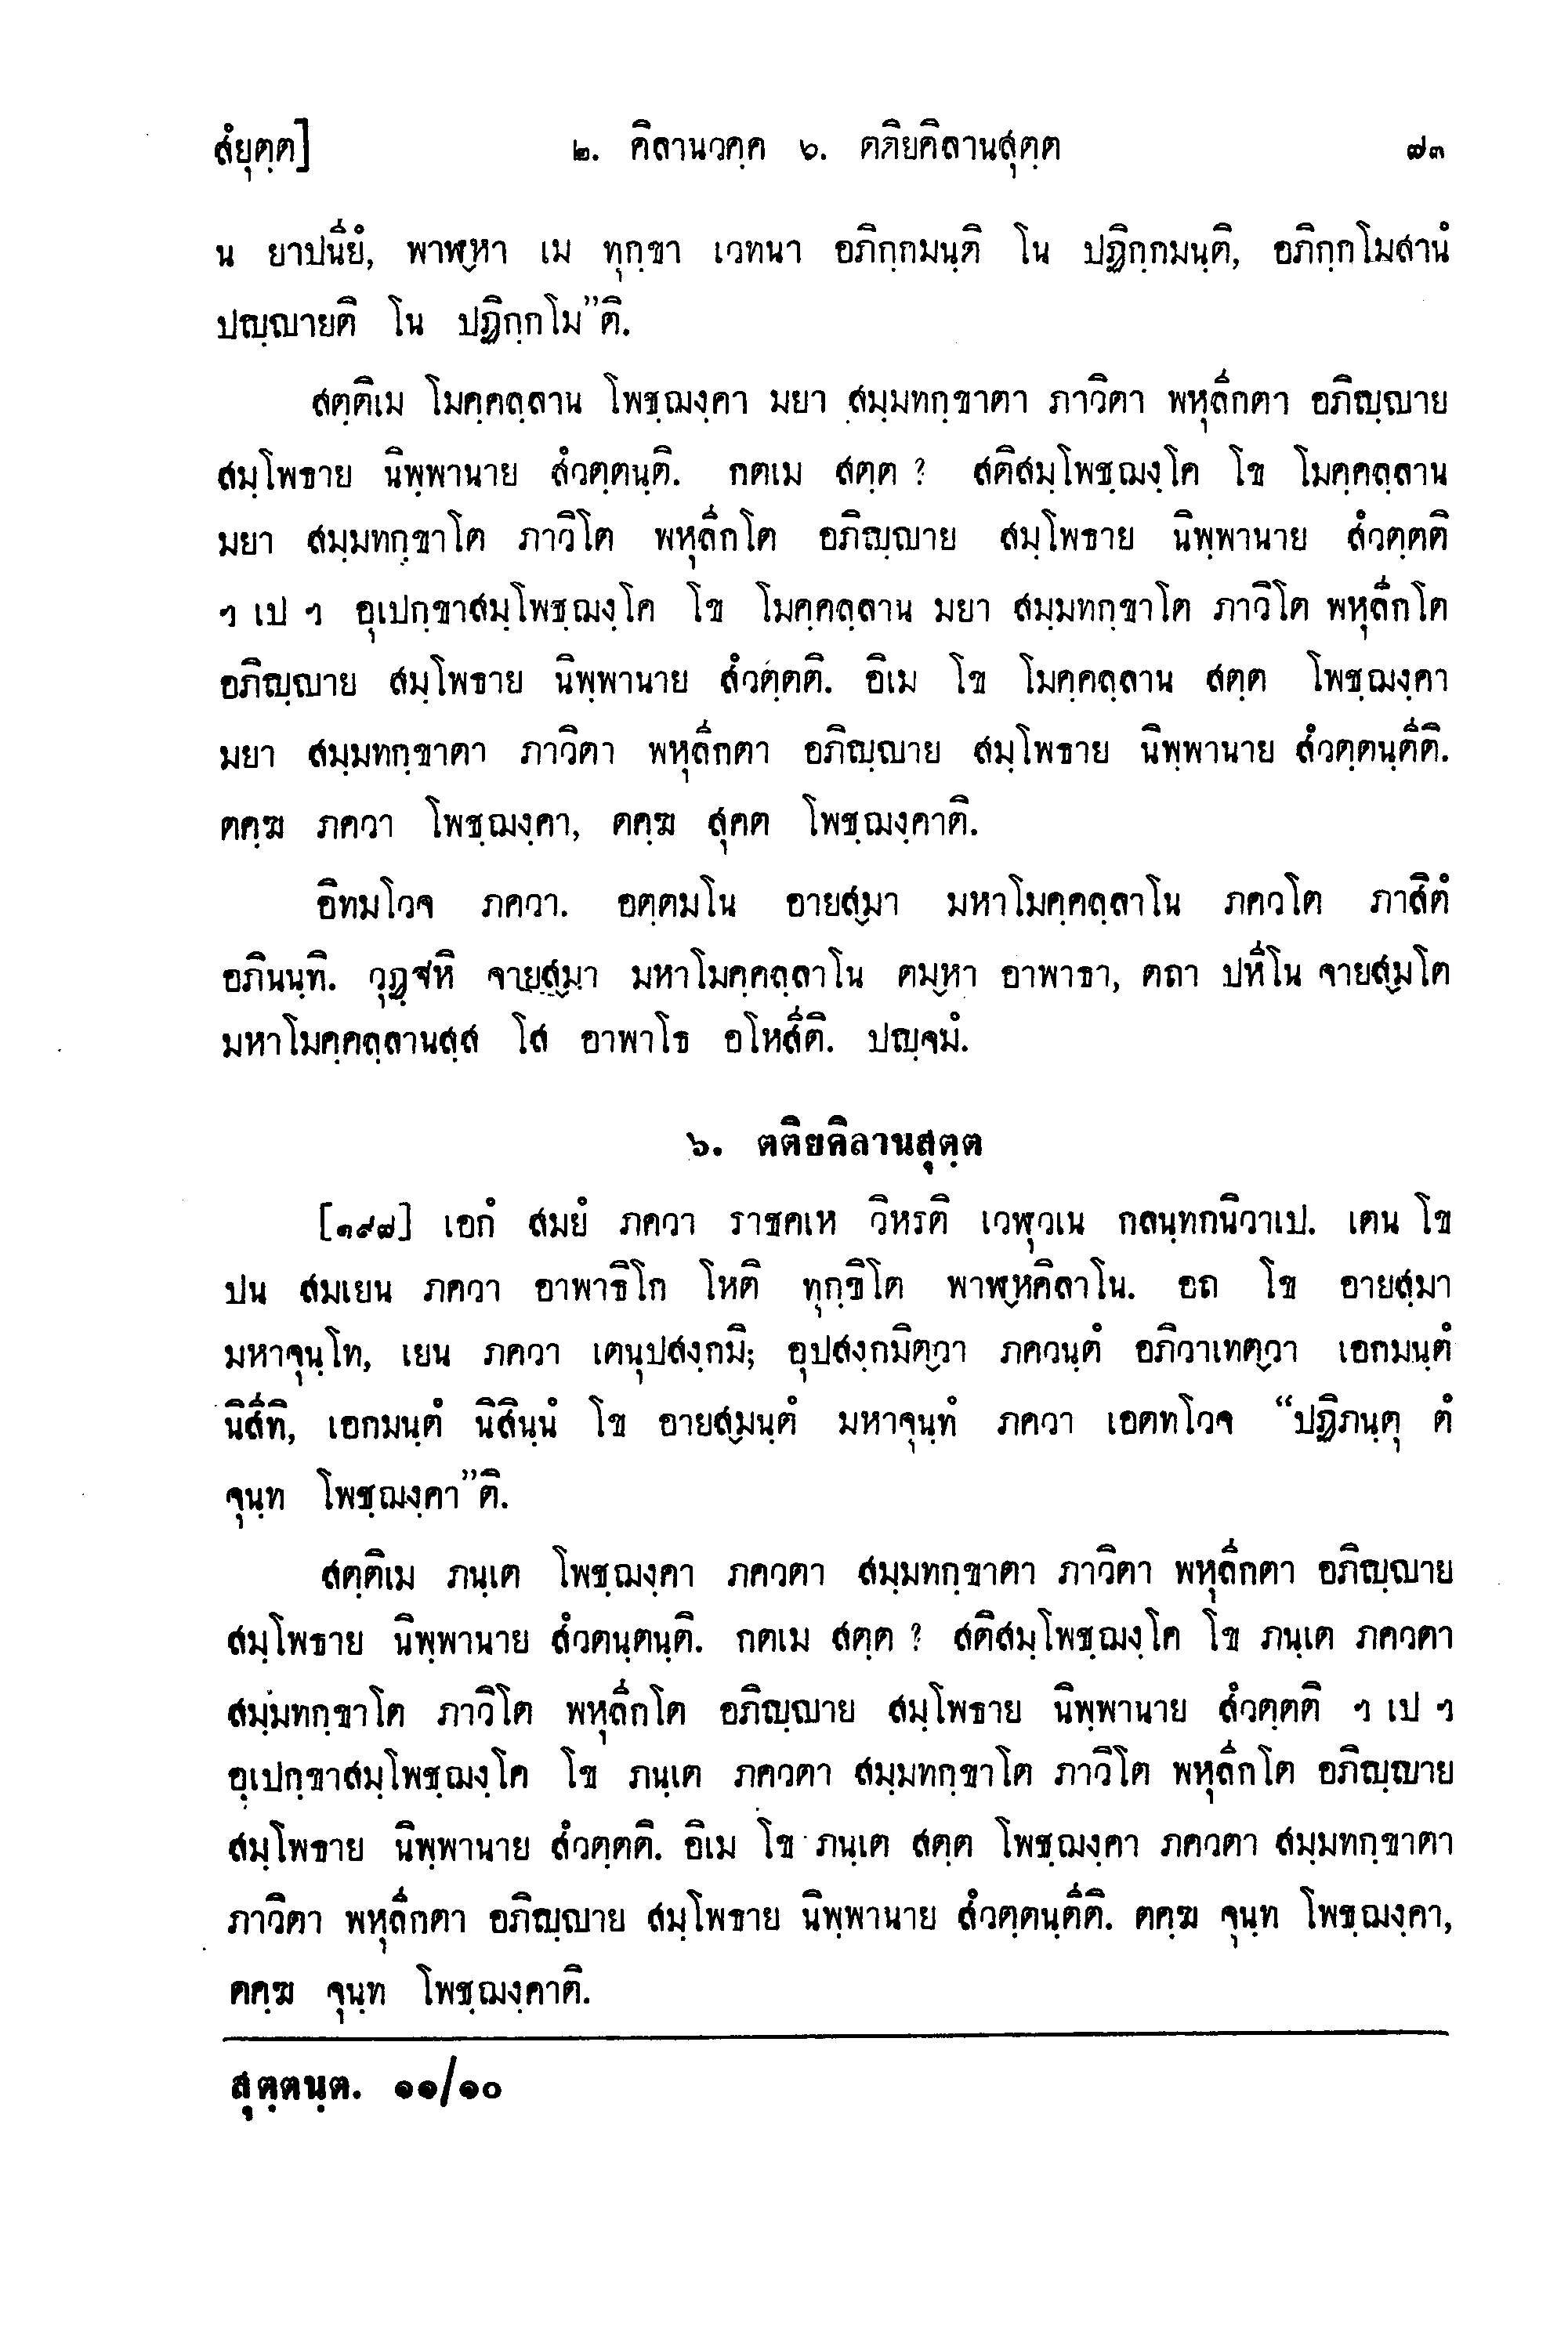 สํยุตฺต]
๒. คิลานวคฺค ๖. ตติยคิลานสุตฺต
๗๓
น ยาปนียํ, พาฬฺหา เม ทุกฺขา เวทนา อภิกฺกมนฺติ โน ปฏิกฺกมนฺติ, อภิกฺกโมสานํ
ปญฺญายติ โน ปฏิกฺกโม”ติ.
สตฺติเม โมคฺคลฺลาน โพชฺฌงฺคา มยา สมฺมทกฺขาตา ภาวิตา พหุลีกตา อภิญฺญาย
สมฺโพธาย นิพฺพานาย สํวตฺตนฺติ. กตเม สตฺต ? สติสมฺโพชฺฌงฺโค โข โมคฺคลฺลาน
มยา สมฺมทกฺขาโต ภาวิโต พหุลีกโต อภิญฺญาย สมฺโพธาย นิพฺพานาย สํวตฺตติ
ฯ เป ฯ อุเปกฺขาสมฺโพชฺฌงฺโค โข โมคฺคลฺลาน มยา สมฺมทกฺขาโต ภาวิโต พหุลีกโต
อภิญฺญาย สมฺโพธาย นิพฺพานาย สํวตฺตติ. อิเม โข โมคฺคลฺลาน สตฺต โพชฺฌงฺคา
มยา สมฺมทกฺขาตา ภาวิตา พหุลีกตา อภิญฺญาย สมฺโพธาย นิพฺพานาย สํวตฺตนฺตีติ.
ตคฺฆ ภควา โพชฺฌงฺคา, ตคฺฆ สุคต โพชฺฌงฺคาติ.
อิทมโวจ ภควา. อตฺตมโน อายสฺมา มหาโมคฺคลฺลาโน ภควโต ภาสิตํ
อภินนฺทิ. วุฏฺฐหิ จายสฺมา มหาโมคฺคลฺลาโน ตมฺหา อาพาธา, ตถา ปหีโน จายสฺมโต
มหาโมคฺคลฺลานสฺส โส อาพาโธ อโหสีติ. ปญฺจมํ.
๖. ตติยคิลานสุตฺต
[๑๙๗] เอกํ สมยํ ภควา ราชคเห วิหรติ เวฬุวเน กลนฺทกนิวาเป. เตน โข
ปน สมเยน ภควา อาพาธิโก โหติ ทุกฺขิโต พาฬฺหคิลาโน. อถ โข อายสฺมา
มหาจุนฺโท, เยน ภควา เตนุปสงฺกมิ; อุปสงฺกมิตฺวา ภควนฺตํ อภิวาเทตฺวา เอกมนฺตํ
นิสีทิ, เอกมนฺตํ นิสินฺนํ โข อายสฺมนฺตํ มหาจุนฺทํ ภควา เอตทโวจ “ปฏิภนฺตุ ตํ
จุนฺท โพชฺฌงฺคา”ติ.
สตฺติเม ภนฺเต โพชฺฌงฺคา ภควตา สมฺมทกฺขาตา ภาวิตา พหุลีกตา อภิญฺญาย
สมฺโพธาย นิพฺพานาย สํวตนฺตนฺติ. กตเม สตฺต ? สติสมฺโพชฺฌงฺโค โข ภนฺเต ภควตา
สมฺมทกฺขาโต ภาวิโต พหุลีกโต อภิญฺญาย สมฺโพธาย นิพฺพานาย สํวตฺตติ ฯ เป ฯ
อุเปกฺขาสมฺโพชฺฌงฺโค โข ภนฺเต ภควตา สมฺมทกฺขาโต ภาวิโต พหุลีกโต อภิญฺญาย
สมฺโพธาย นิพฺพานาย สํวตฺตติ. อิเม โข ภนฺเต สตฺต โพชฺฌงฺคา ภควตา สมฺมทกฺขาตา
ภาวิตา พหุลีกตา อภิญฺญาย สมฺโพธาย นิพฺพานาย สํวตฺตนฺตีติ. ตคฺฆ จุนฺท โพชฺฌงฺคา,
ตคฺฆ จุนฺท โพชฺฌงฺคาติ.
สุตฺตนฺต. ๑๑/๑๐